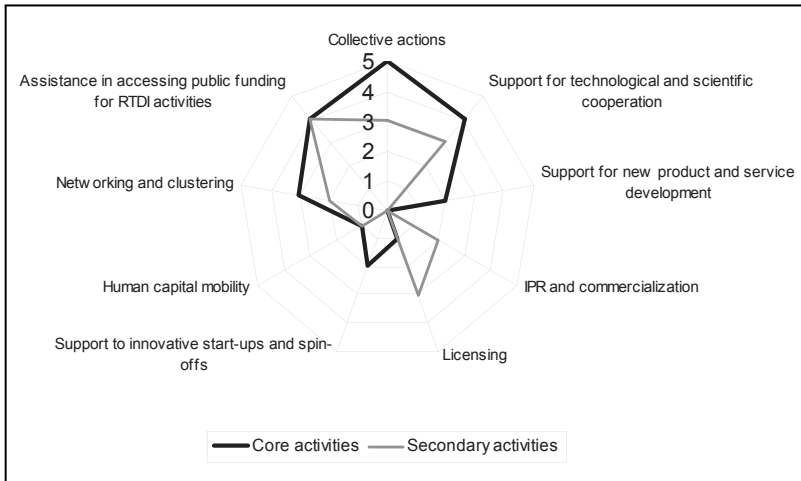 Collective actions
5
4
3
2
1
0
Support for technological and scientific
cooperation
Support for new product and service
development
IPR and commercialization
Licensing
Support to innovative start-ups and spin-
offs
Human capital mobility
Networking and clustering
Assistance in accessing public funding
for RTDI activities
Core activities
Secondary activities